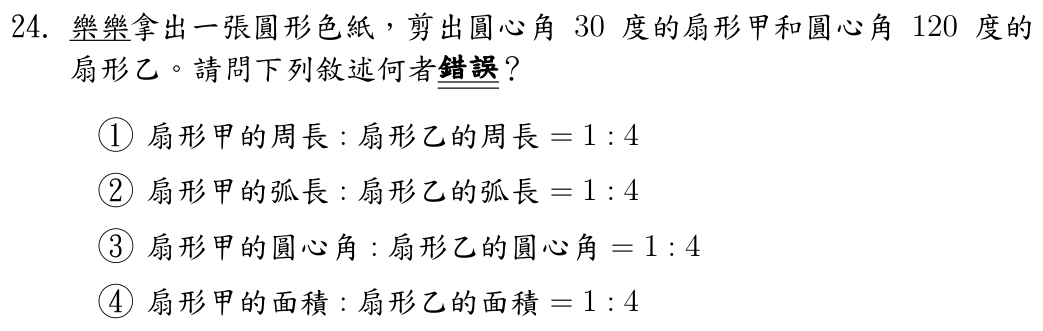 24. 樂樂拿出一張圓形色紙，剪出圓心角 30 度的扇形甲和圓心角 120 度的
扇形乙。請問下列敘述何者錯誤？
① 扇形甲的周長：扇形乙的周長 = 1 : 4
② 扇形甲的弧長：扇形乙的弧長 = 1 : 4
③ 扇形甲的圓心角：扇形乙的圓心角 = 1 : 4
④ 扇形甲的面積：扇形乙的面積 = 1 : 4